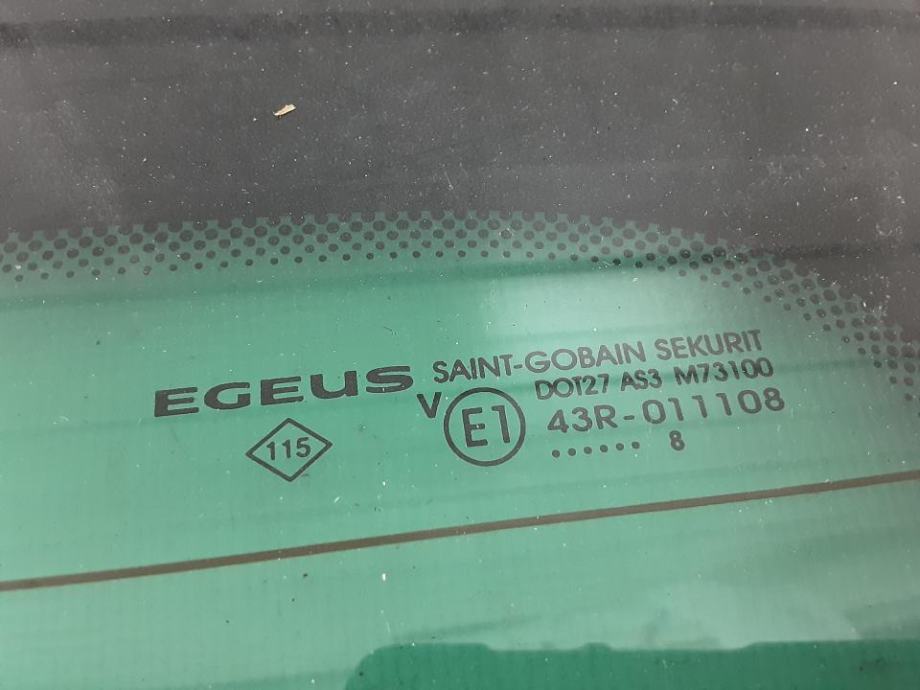 EGEUS
115
SAINT-GOBAIN SEKURIT
DOT27 AS3 M73100
V E1 43R-011108
...... 8